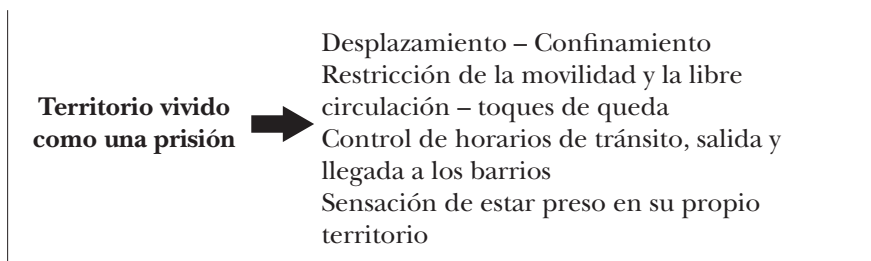 Territorio vivido
como una prisión
Desplazamiento – Confinamiento
Restricción de la movilidad y la libre
circulación – toques de queda
Control de horarios de tránsito, salida y
llegada a los barrios
Sensación de estar preso en su propio
territorio